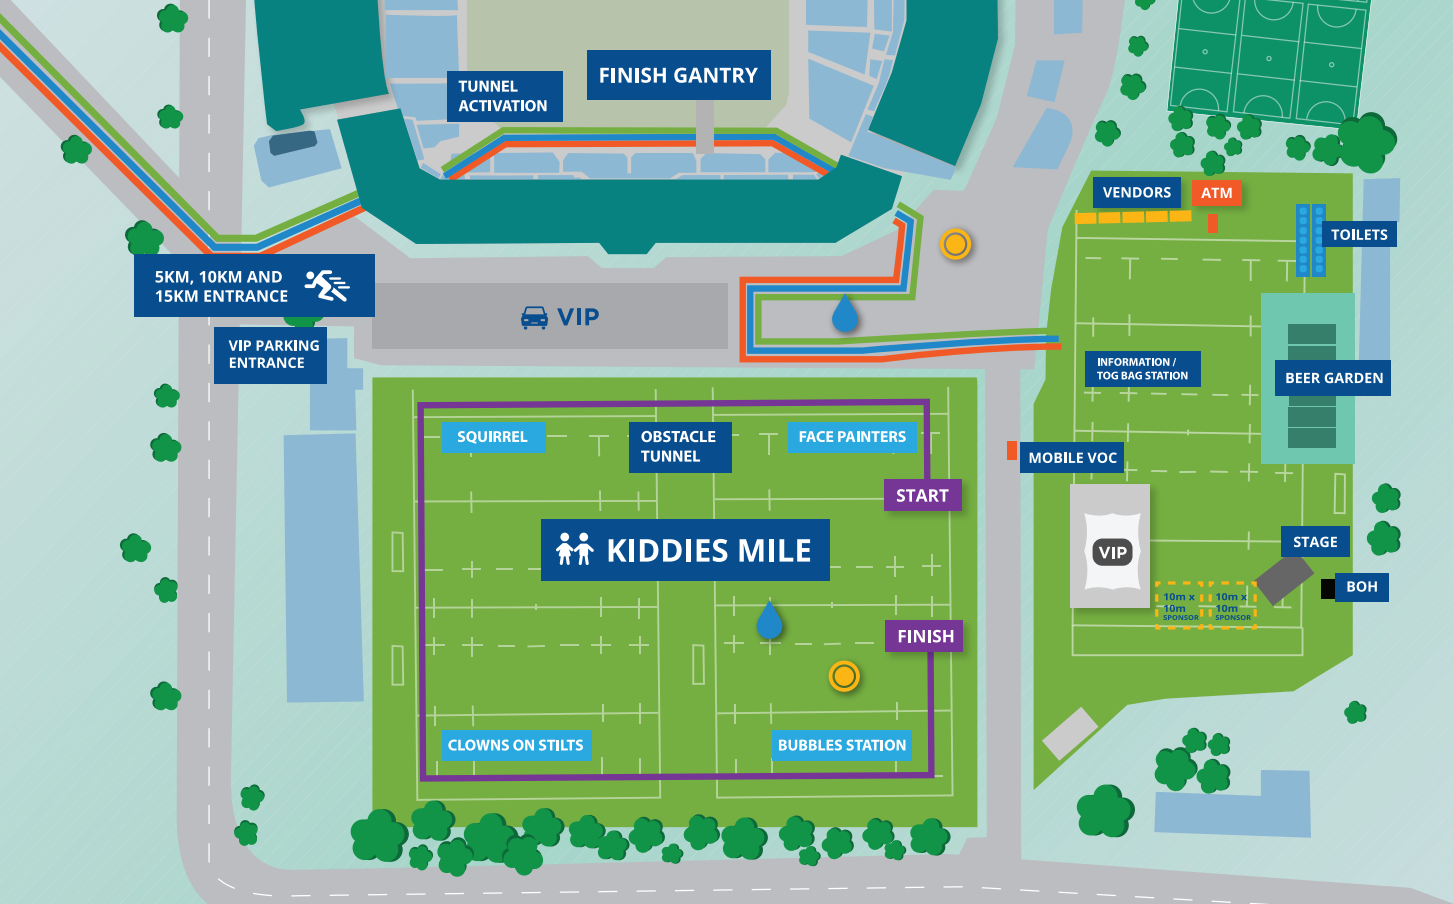 FINISH GANTRY
TUNNEL
ACTIVATION
VENDORS
ATM
TOILETS
5KM, 10KM AND
15KM ENTRANCE
VIP
VIP PARKING
ENTRANCE
INFORMATION /
TOG BAG STATION
BEER GARDEN
SQUIRREL
OBSTACLE
TUNNEL
FACE PAINTERS
MOBILE VOC
START
KIDDIES MILE
VIP
STAGE
BOH
10m x
10m
SPONSOR
10m x
10m
SPONSOR
FINISH
CLOWNS ON STILTS
BUBBLES STATION